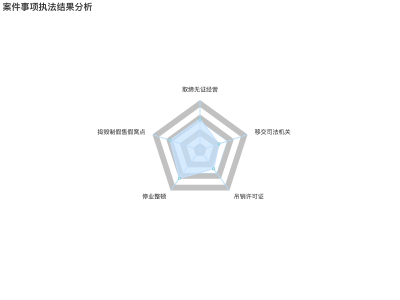 案件事项执法结果分析
取缔无证经营
捣毁制假售假窝点
移交司法机关
停业整顿
吊销许可证